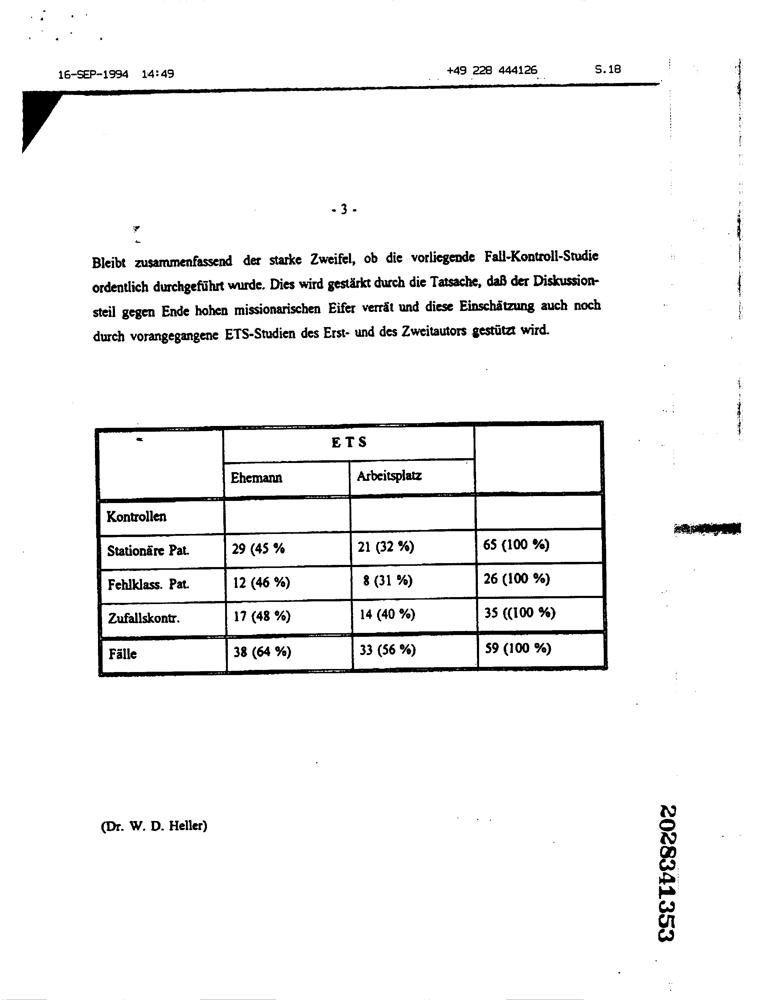 16-SEP-1994 14:49 +49 228 444126 S.18
- 3 -
Bleibt zusammenfassend der starke Zweifel, ob die vorliegende Fall-Kontroll-Studie
ordentlich durchgeführt wurde. Dies wird gestärkt durch die Tatsache, daß der Diskussion-
steil gegen Ende hohen missionarischen Eifer verrät und diese Einschätzung auch noch
durch vorangegangene ETS-Studien des Erst- und des Zweitautors gestützt wird.
E T S
Ehemann Arbeitsplatz
Kontrollen
Stationäre Pat. 29 (45 % 21 (32 %) 65 (100 %)
Fehlklass. Pat. 12 (46 %) 8 (31 %) 26 (100 %)
Zufallskontr. 17 (48 %) 14 (40 %) 35 ((100 %)
Fälle 38 (64 %) 33 (56 %) 59 (100 %)
(Dr. W. D. Heller)
2028341353